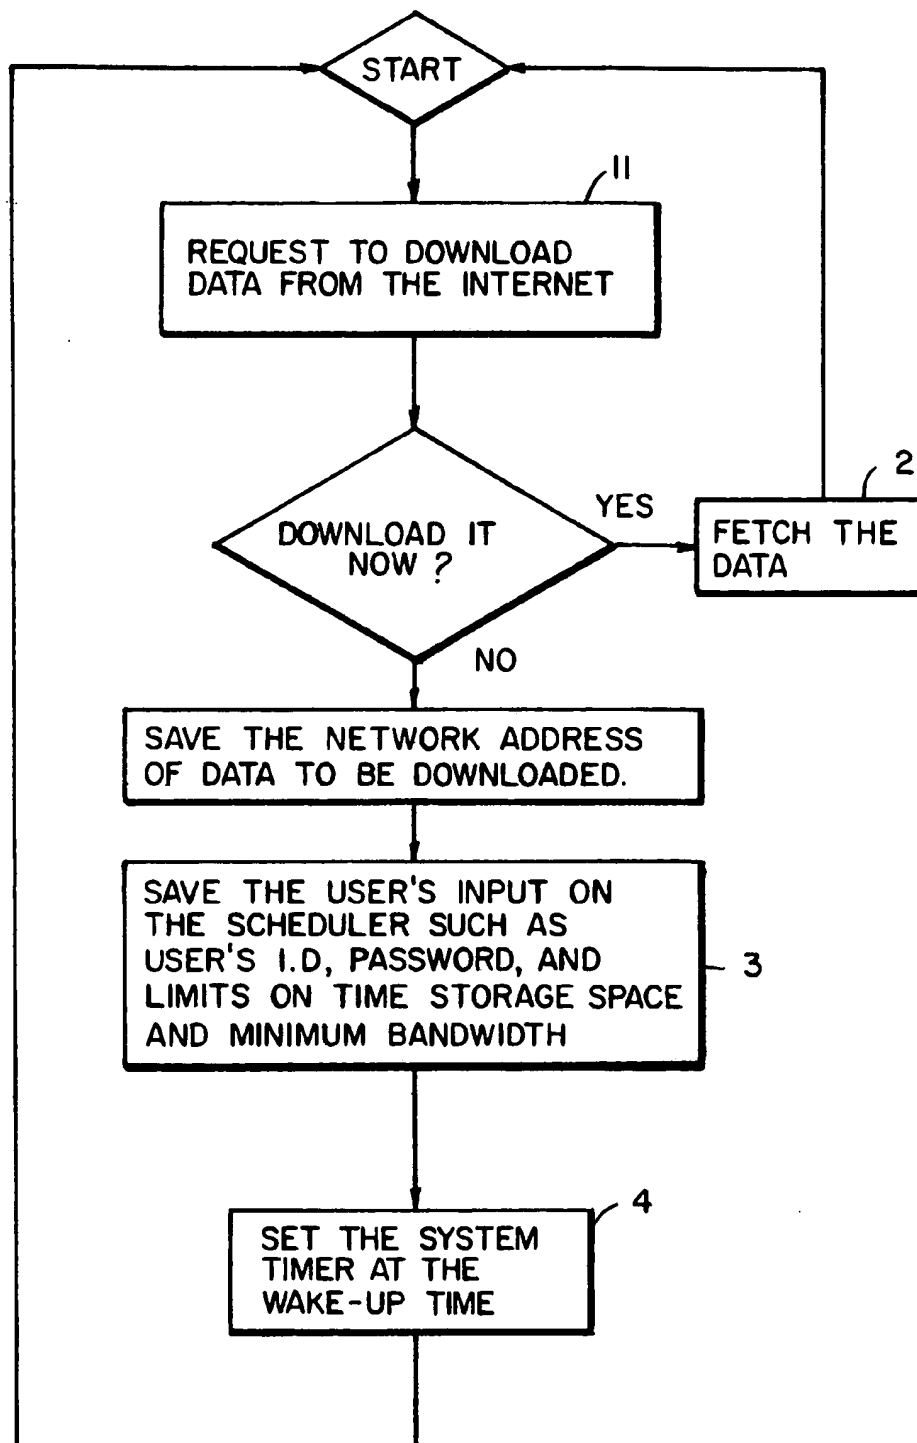 START
11
REQUEST TO DOWNLOAD
DATA FROM THE INTERNET
DOWNLOAD IT
NOW ?
YES
2
FETCH THE
DATA
NO
SAVE THE NETWORK ADDRESS
OF DATA TO BE DOWNLOADED.
SAVE THE USER'S INPUT ON
THE SCHEDULER SUCH AS
USER'S I.D, PASSWORD, AND
LIMITS ON TIME STORAGE SPACE
AND MINIMUM BANDWIDTH
3
4
SET THE SYSTEM
TIMER AT THE
WAKE-UP TIME